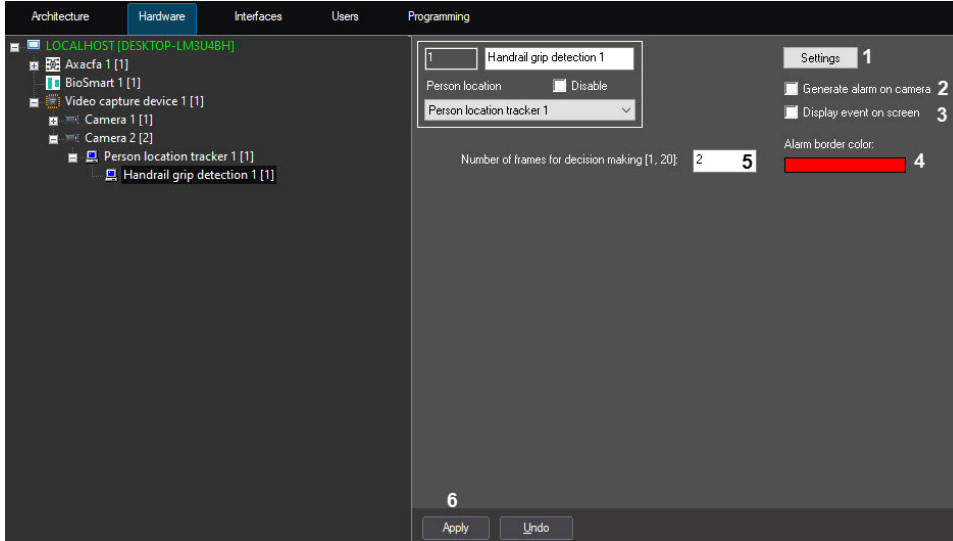 Architecture Hardware Interfaces Users Programming
LOCALHOST [DESKTOP-LM3U4BH]
Axacfa 1 [1]
BioSmart 1 [1]
Video capture device 1 [1]
Camera 1 [1]
Camera 2 [2]
Person location tracker 1 [1]
Handrail grip detection 1 [1]
1 Handrail grip detection 1
Person location Disable
Person location tracker 1
Number of frames for decision making [1, 20]: 2 5
Settings 1
Generate alarm on camera 2
Display event on screen 3
Alarm border color:
4
6
Apply Undo